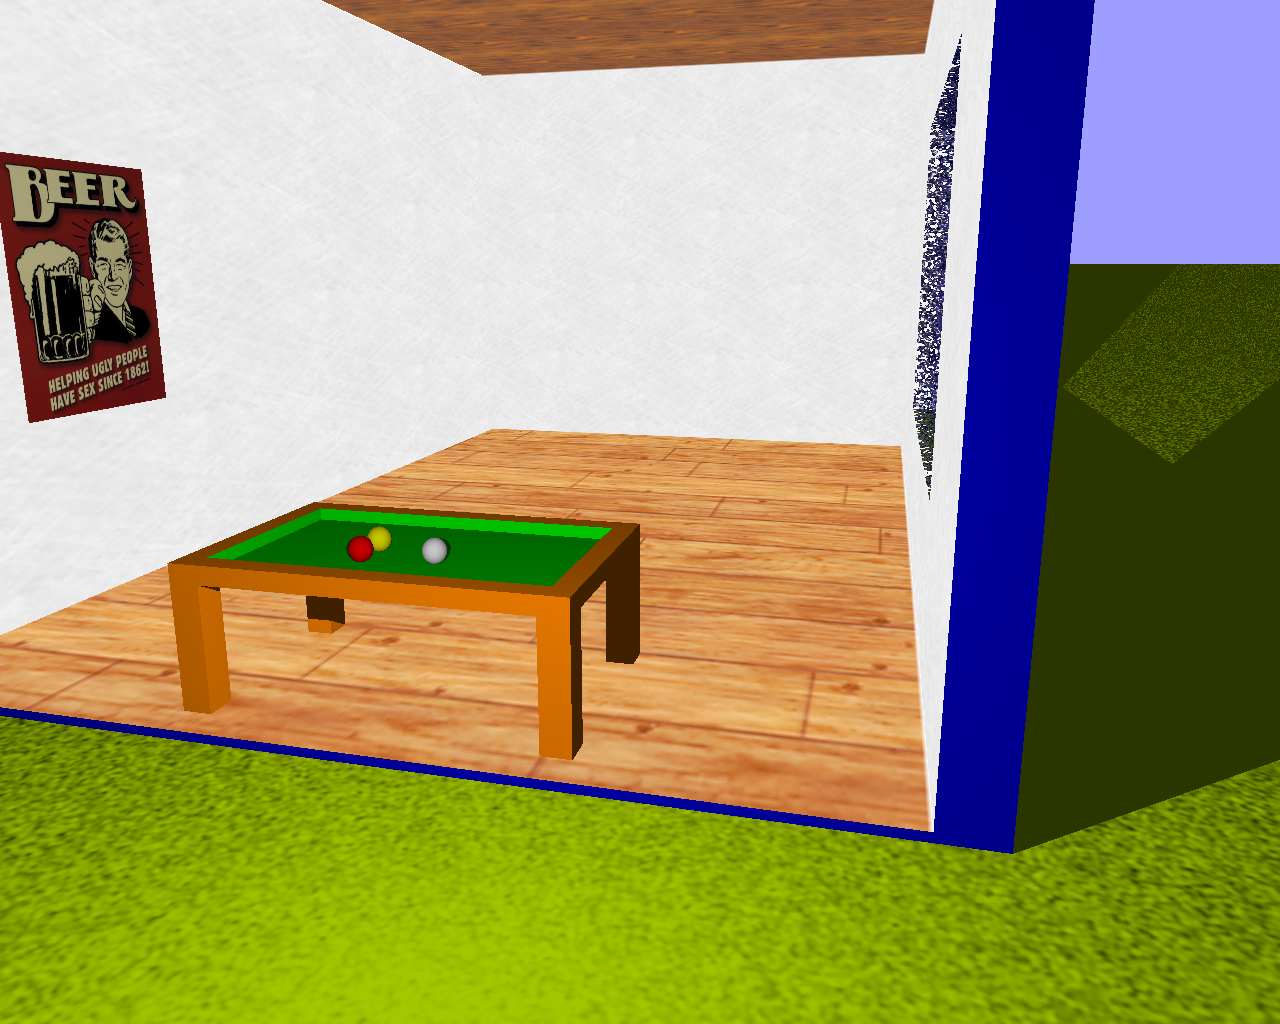 BEER
HELPING UGLY PEOPLE
HAVE SEX SINCE 1862!